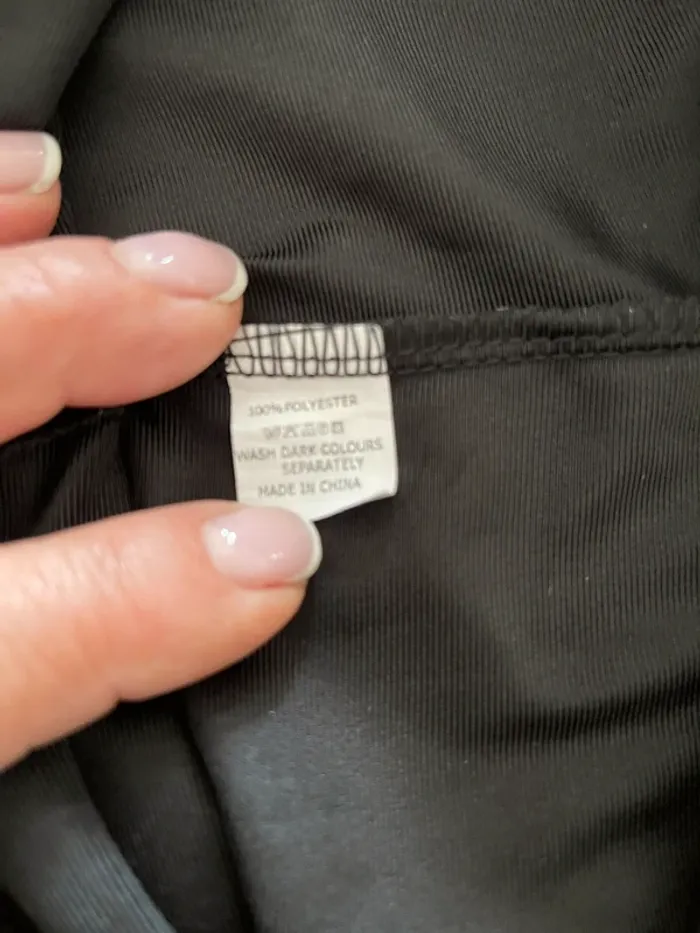 100% POLYESTER
WASH DARK COLOURS
SEPARATELY
MADE IN CHINA